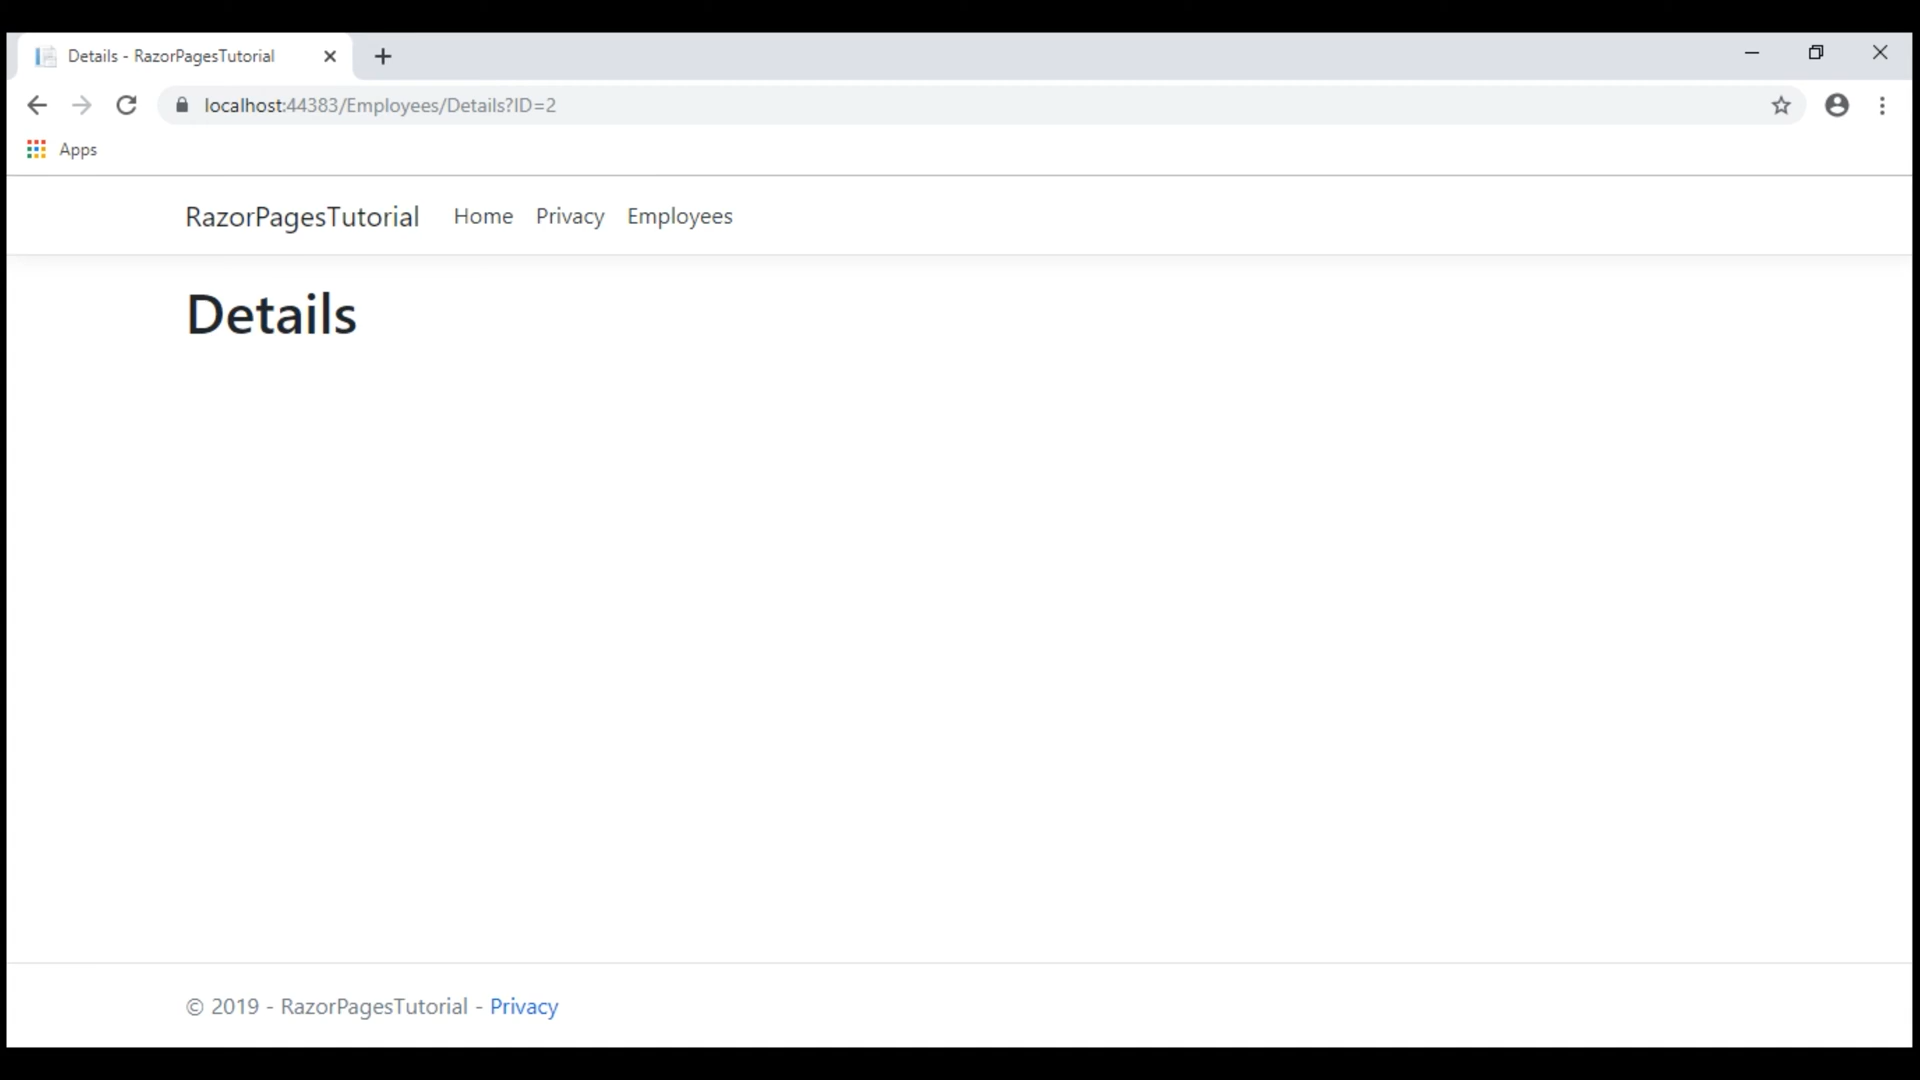 Details - RazorPagesTutorial
localhost:44383/Employees/Details?ID=2
Apps
RazorPagesTutorial Home Privacy Employees
Details
© 2019 - RazorPagesTutorial - Privacy